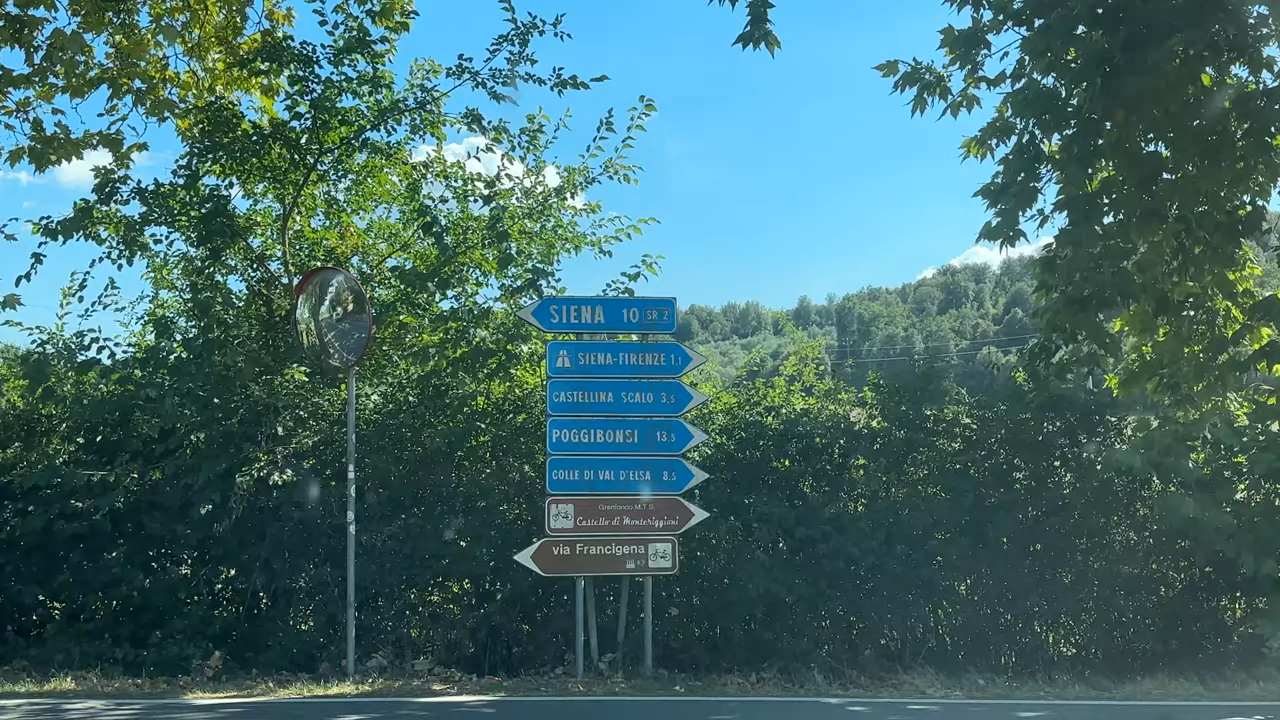 SIENA 10 SR 2
SIENA-FIRENZE 1,1
CASTELLINA SCALO 3,5
POGGIBONSI 13,5
COLLE DI VAL D'ELSA 8,5
Granfondo M.T.B.
Castello di Monteriggioni
via Francigena